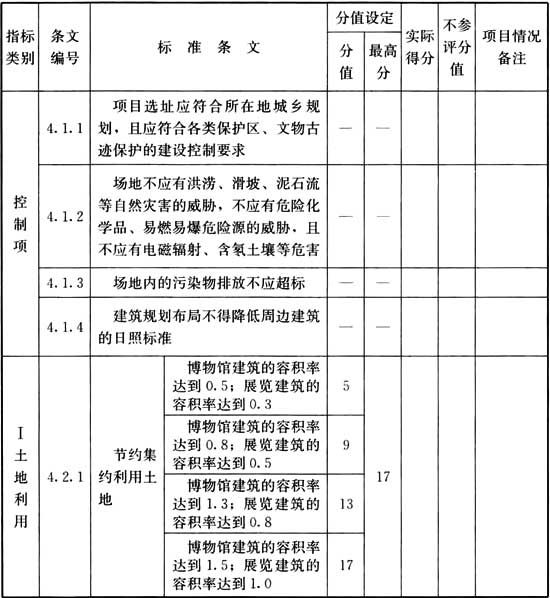 指标类别 条文编号 标准条文 分值设定 实际得分 不参评分值 项目情况备注
分值 最高分
控制项
4.1.1 项目选址应符合所在地城乡规
划，且应符合各类保护区、文物古
迹保护的建设控制要求 — —
4.1.2 场地不应有洪涝、滑坡、泥石流
等自然灾害的威胁，不应有危险化
学品、易燃易爆危险源的威胁，且
不应有电磁辐射、含氡土壤等危害 — —
4.1.3 场地内的污染物排放不应超标 — —
4.1.4 建筑规划布局不得降低周边建筑
的日照标准 — —
Ⅰ土地利用
4.2.1 节约集
约利用土
地
博物馆建筑的容积率
达到0.5；展览建筑的
容积率达到0.3 5
博物馆建筑的容积率
达到0.8；展览建筑的
容积率达到0.5 9
博物馆建筑的容积率
达到1.3；展览建筑的
容积率达到0.8 13
博物馆建筑的容积率
达到1.5；展览建筑的
容积率达到1.0 17
17